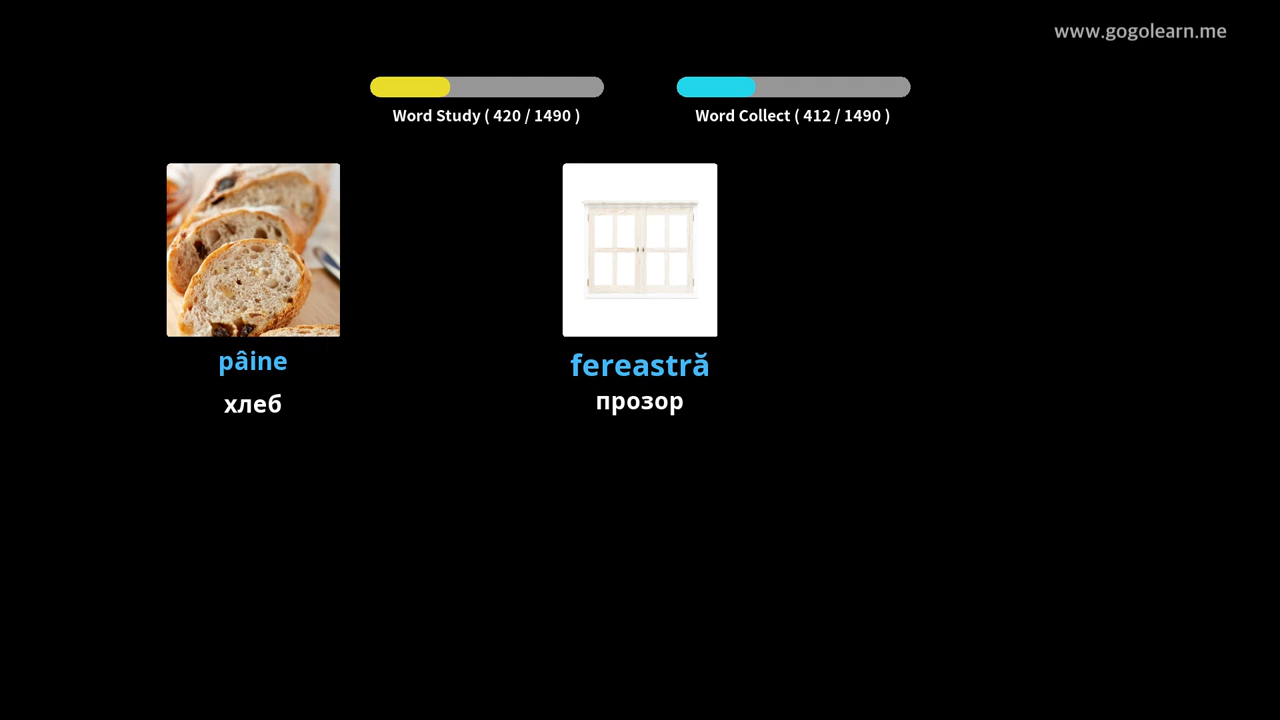 www.gogolearn.me
Word Study ( 420 / 1490 )
Word Collect ( 412 / 1490 )
pâine
хлеб
fereastră
прозор